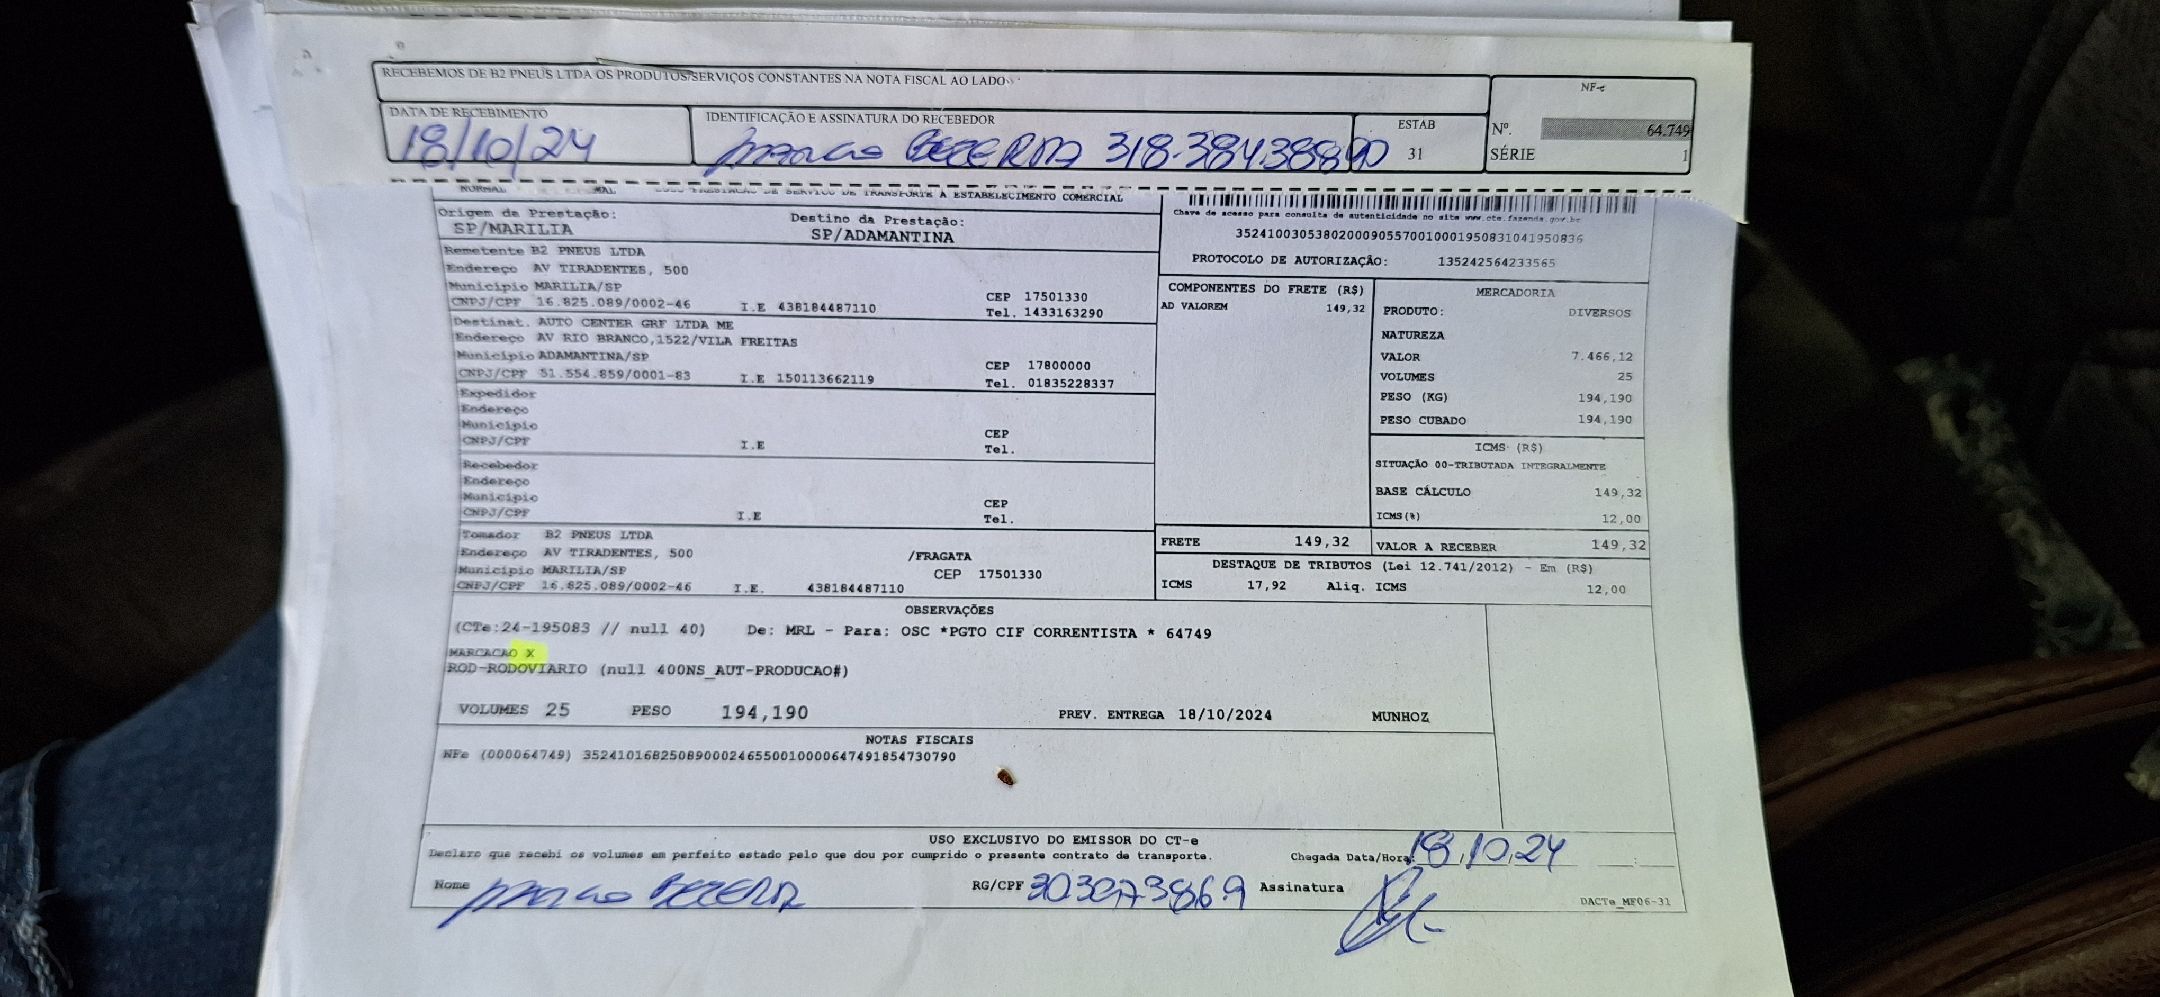 RECEBEMOS DE B2 PNEUS LTDA OS PRODUTOS/SERVIÇOS CONSTANTES NA NOTA FISCAL AO LADO
NF-e
Nº. 64.749
SÉRIE 1
DATA DE RECEBIMENTO
18/10/24
IDENTIFICAÇÃO E ASSINATURA DO RECEBEDOR
BEZERRA 318.384.388
ESTAB
31
NORMAL
DE SERVIÇO DE TRANSPORTE A ESTABELECIMENTO COMERCIAL
Origem da Prestação:
SP/MARILIA
Destino da Prestação:
SP/ADAMANTINA
Chave de acesso para consulta de autenticidade no site www.cte.fazenda.gov.br
35241003053802000905570010001950831041950836
PROTOCOLO DE AUTORIZAÇÃO: 135242564233565
Remetente B2 PNEUS LTDA
Endereço AV TIRADENTES, 500
Município MARILIA/SP CEP 17501330
CNPJ/CPF 16.825.089/0002-46 I.E 438184487110 Tel. 1433163290
Destinat. AUTO CENTER GRF LTDA ME
Endereço AV RIO BRANCO,1522/VILA FREITAS
Município ADAMANTINA/SP CEP 17800000
CNPJ/CPF 51.554.859/0001-83 I.E 150113662119 Tel. 01835228337
Expedidor
Endereço
Município CEP
CNPJ/CPF I.E Tel.
Recebedor
Endereço
Município CEP
CNPJ/CPF I.E Tel.
Tomador B2 PNEUS LTDA
Endereço AV TIRADENTES, 500 /FRAGATA
Município MARILIA/SP CEP 17501330
CNPJ/CPF 16.825.089/0002-46 I.E. 438184487110
COMPONENTES DO FRETE (R$)
AD VALOREM 149,32
MERCADORIA
PRODUTO: DIVERSOS
NATUREZA
VALOR 7.466,12
VOLUMES 25
PESO (KG) 194,190
PESO CUBADO 194,190
ICMS (R$)
SITUAÇÃO 00-TRIBUTADA INTEGRALMENTE
BASE CÁLCULO 149,32
ICMS(%) 12,00
FRETE 149,32 VALOR A RECEBER 149,32
DESTAQUE DE TRIBUTOS (Lei 12.741/2012) - Em (R$)
ICMS 17,92 Aliq. ICMS 12,00
OBSERVAÇÕES
(CTe:24-195083 // null 40) De: MRL - Para: OSC *PGTO CIF CORRENTISTA * 64749
MARCACAO X
ROD-RODOVIARIO (null 400NS_AUT-PRODUCAO#)
VOLUMES 25 PESO 194,190 PREV. ENTREGA 18/10/2024 MUNHOZ
NOTAS FISCAIS
NFe (000064749) 35241016825089000246550010000647491854730790
USO EXCLUSIVO DO EMISSOR DO CT-e
Declaro que recebi os volumes em perfeito estado pelo que dou por cumprido o presente contrato de transporte. Chegada Data/Hora: 18.10.24
Nome BEZERRA RG/CPF Assinatura
DACTe_MF06-31